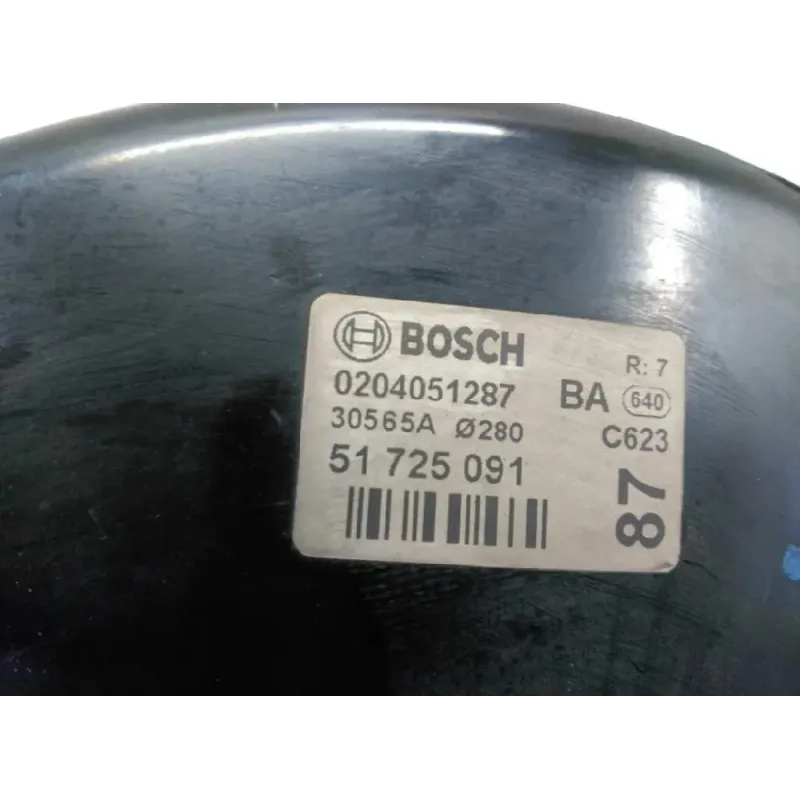 BOSCH
R: 7
0204051287 BA 640
30565A Ø280 C623
51 725 091
87